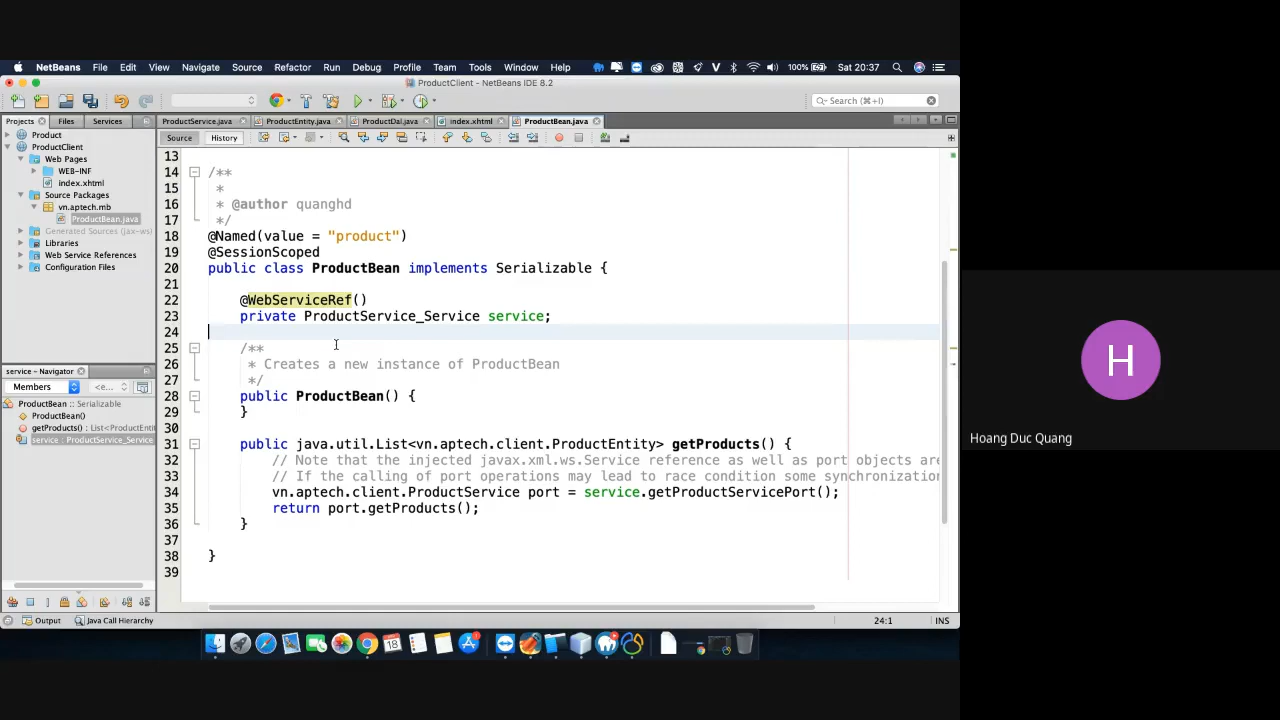 NetBeans File Edit View Navigate Source Refactor Run Debug Profile Team Tools Window Help 100% Sat 20:37
ProductClient - NetBeans IDE 8.2
Search (⌘+I)
Projects Files Services
ProductService.java ProductEntity.java ProductDal.java index.xhtml ProductBean.java
Source History
Product
ProductClient
Web Pages
WEB-INF
index.xhtml
Source Packages
vn.aptech.mb
ProductBean.java
Generated Sources (jax-ws)
Libraries
Web Service References
Configuration Files
service - Navigator
Members <e...
ProductBean :: Serializable
ProductBean()
getProducts() : List<ProductEnti
service : ProductService_Service
13
14 /**
15 *
16 * @author quanghd
17 */
18 @Named(value = "product")
19 @SessionScoped
20 public class ProductBean implements Serializable {
22 @WebServiceRef()
23 private ProductService_Service service;
24
25 /**
26 * Creates a new instance of ProductBean
27 */
28 public ProductBean() {
29 }
30
31 public java.util.List<vn.aptech.client.ProductEntity> getProducts() {
32 // Note that the injected javax.xml.ws.Service reference as well as port objects are
33 // If the calling of port operations may lead to race condition some synchronization
34 vn.aptech.client.ProductService port = service.getProductServicePort();
35 return port.getProducts();
36 }
37
38 }
39
Output Java Call Hierarchy
24:1 INS
18
H
Hoang Duc Quang